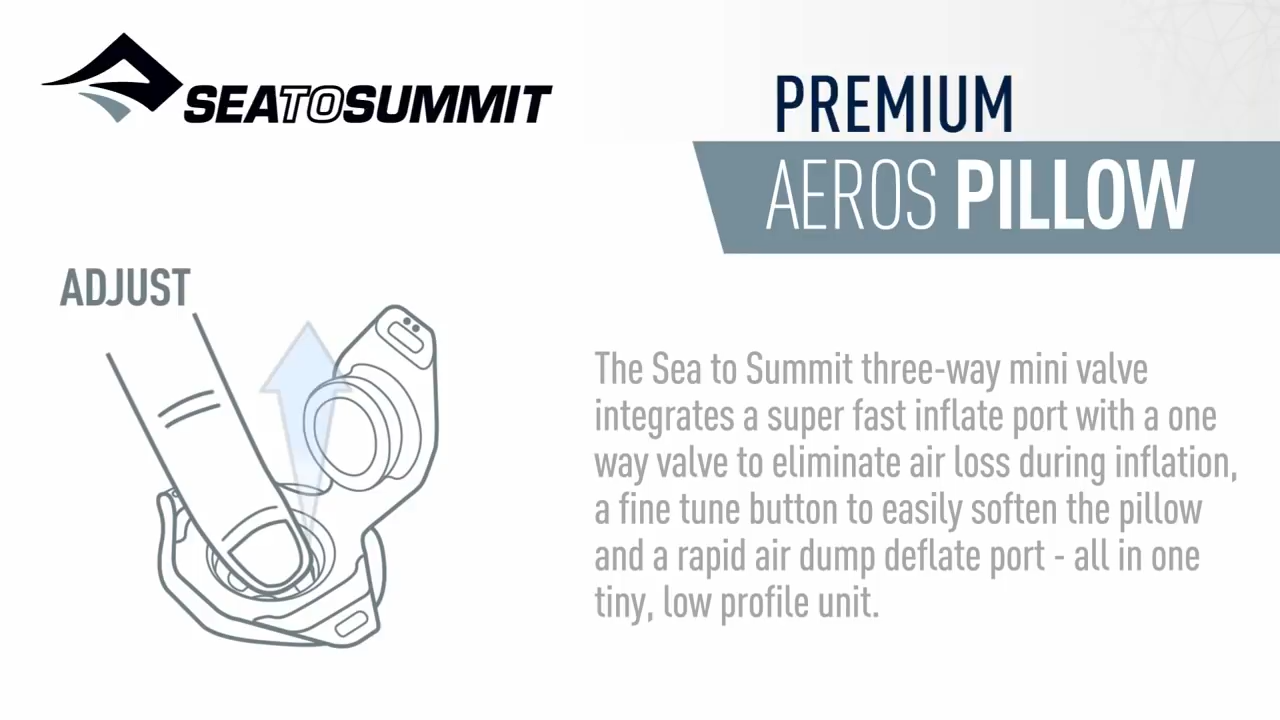 SEATOSUMMIT
PREMIUM
AEROS PILLOW
ADJUST
The Sea to Summit three-way mini valve
integrates a super fast inflate port with a one
way valve to eliminate air loss during inflation,
a fine tune button to easily soften the pillow
and a rapid air dump deflate port - all in one
tiny, low profile unit.